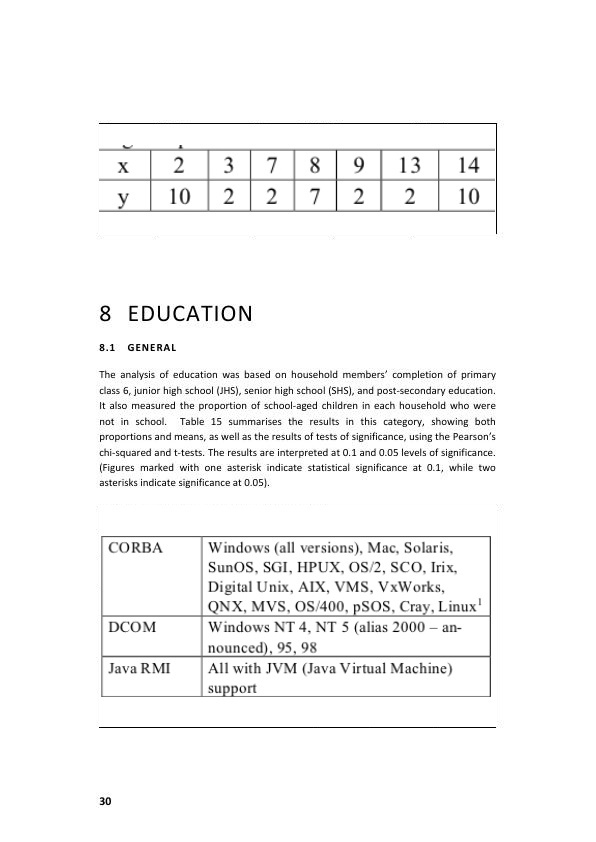 x 2 3 7 8 9 13 14
y 10 2 2 7 2 2 10
8 EDUCATION
8.1 GENERAL
The analysis of education was based on household members’ completion of primary
class 6, junior high school (JHS), senior high school (SHS), and post-secondary education.
It also measured the proportion of school-aged children in each household who were
not in school. Table 15 summarises the results in this category, showing both
proportions and means, as well as the results of tests of significance, using the Pearson’s
chi-squared and t-tests. The results are interpreted at 0.1 and 0.05 levels of significance.
(Figures marked with one asterisk indicate statistical significance at 0.1, while two
asterisks indicate significance at 0.05).
CORBA Windows (all versions), Mac, Solaris,
SunOS, SGI, HPUX, OS/2, SCO, Irix,
Digital Unix, AIX, VMS, VxWorks,
QNX, MVS, OS/400, pSOS, Cray, Linux¹
DCOM Windows NT 4, NT 5 (alias 2000 – an-
nounced), 95, 98
Java RMI All with JVM (Java Virtual Machine)
support
30